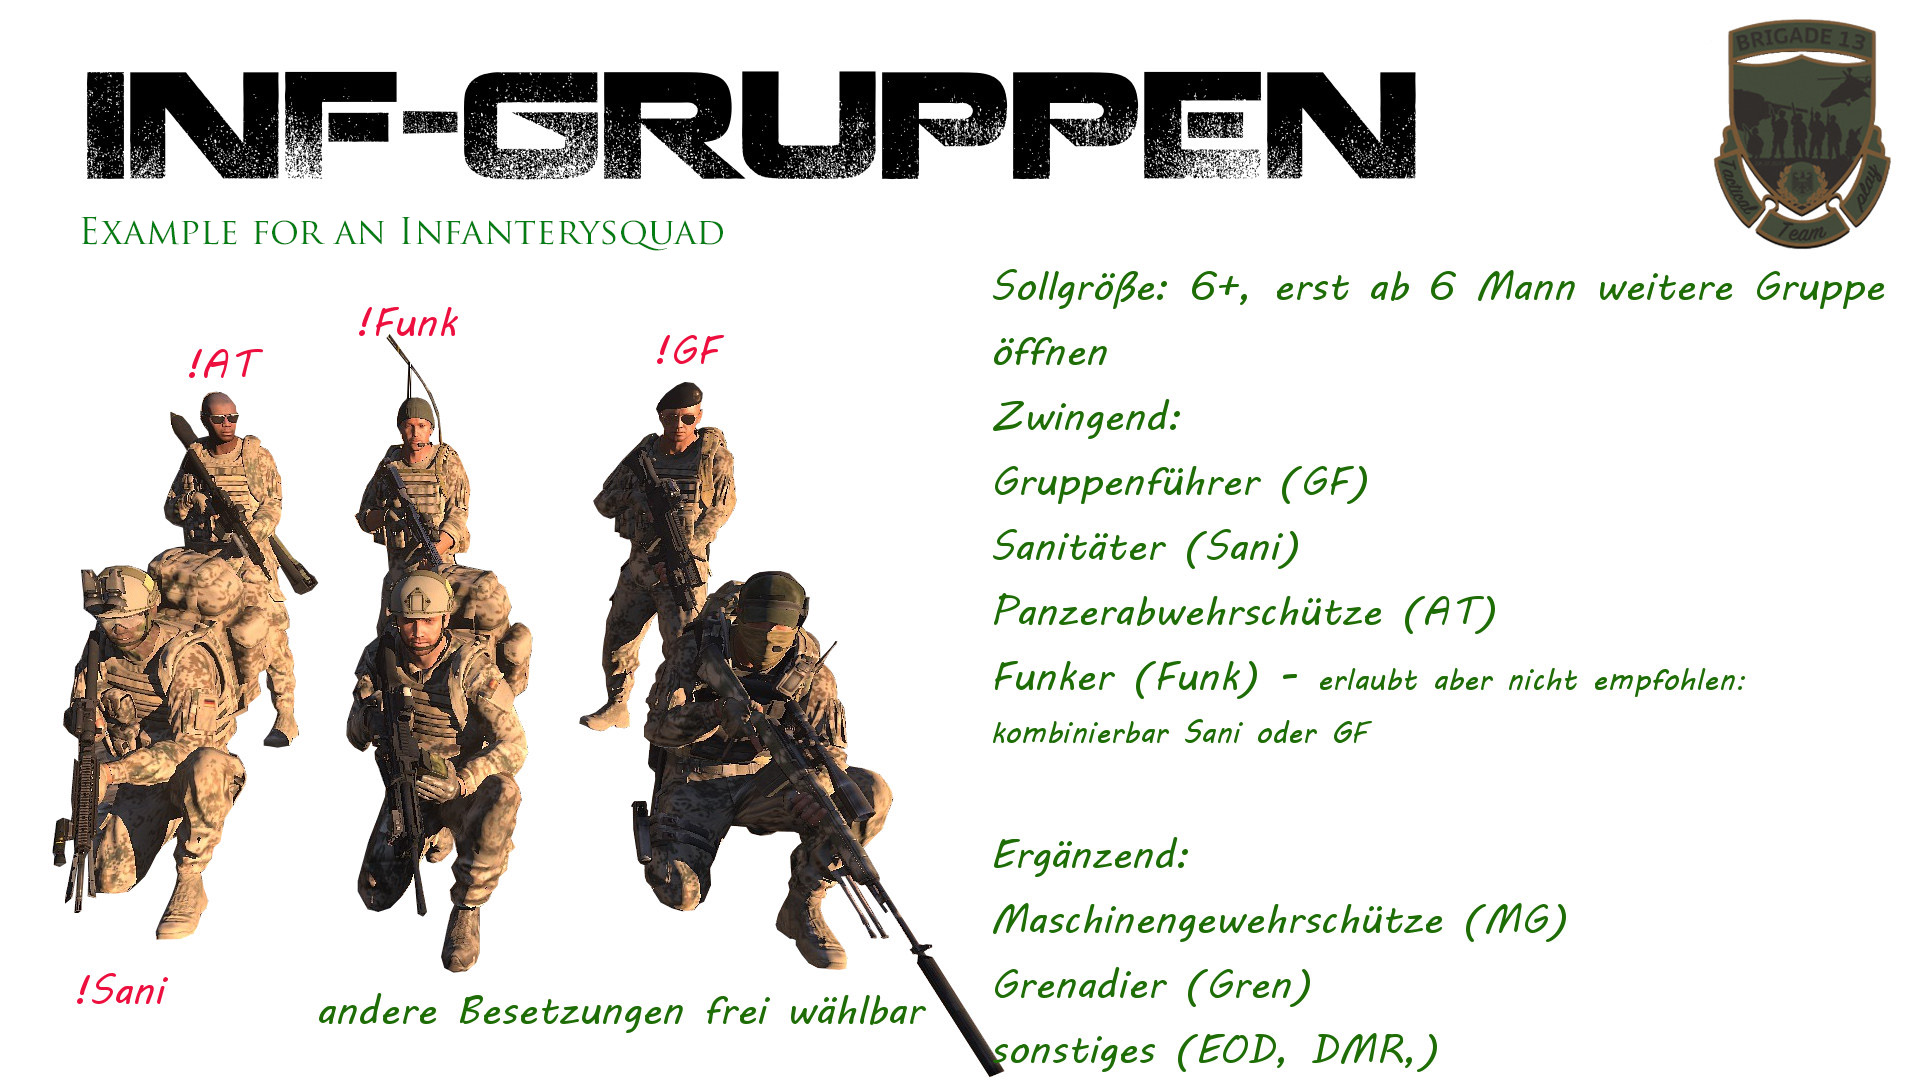 INF-GRUPPEN
BRIGADE 13
Tactical
Team
play
Example for an Infanterysquad
!AT
!Funk
!GF
!Sani
andere Besetzungen frei wählbar
Sollgröße: 6+, erst ab 6 Mann weitere Gruppe
öffnen
Zwingend:
Gruppenführer (GF)
Sanitäter (Sani)
Panzerabwehrschütze (AT)
Funker (Funk) - erlaubt aber nicht empfohlen:
kombinierbar Sani oder GF
Ergänzend:
Maschinengewehrschütze (MG)
Grenadier (Gren)
sonstiges (EOD, DMR,)